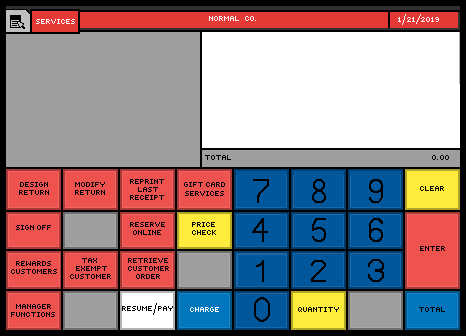 SERVICES
NORMAL CO.
1/21/2019
TOTAL 0.00
DESIGN
RETURN
MODIFY
RETURN
REPRINT
LAST
RECEIPT
GIFT CARD
SERVICES
7
8
9
CLEAR
SIGN OFF
RESERVE
ONLINE
PRICE
CHECK
4
5
6
ENTER
REWARDS
CUSTOMERS
TAX
EXEMPT
CUSTOMER
RETRIEVE
CUSTOMER
ORDER
1
2
3
MANAGER
FUNCTIONS
RESUME/PAY
CHARGE
0
QUANTITY
TOTAL